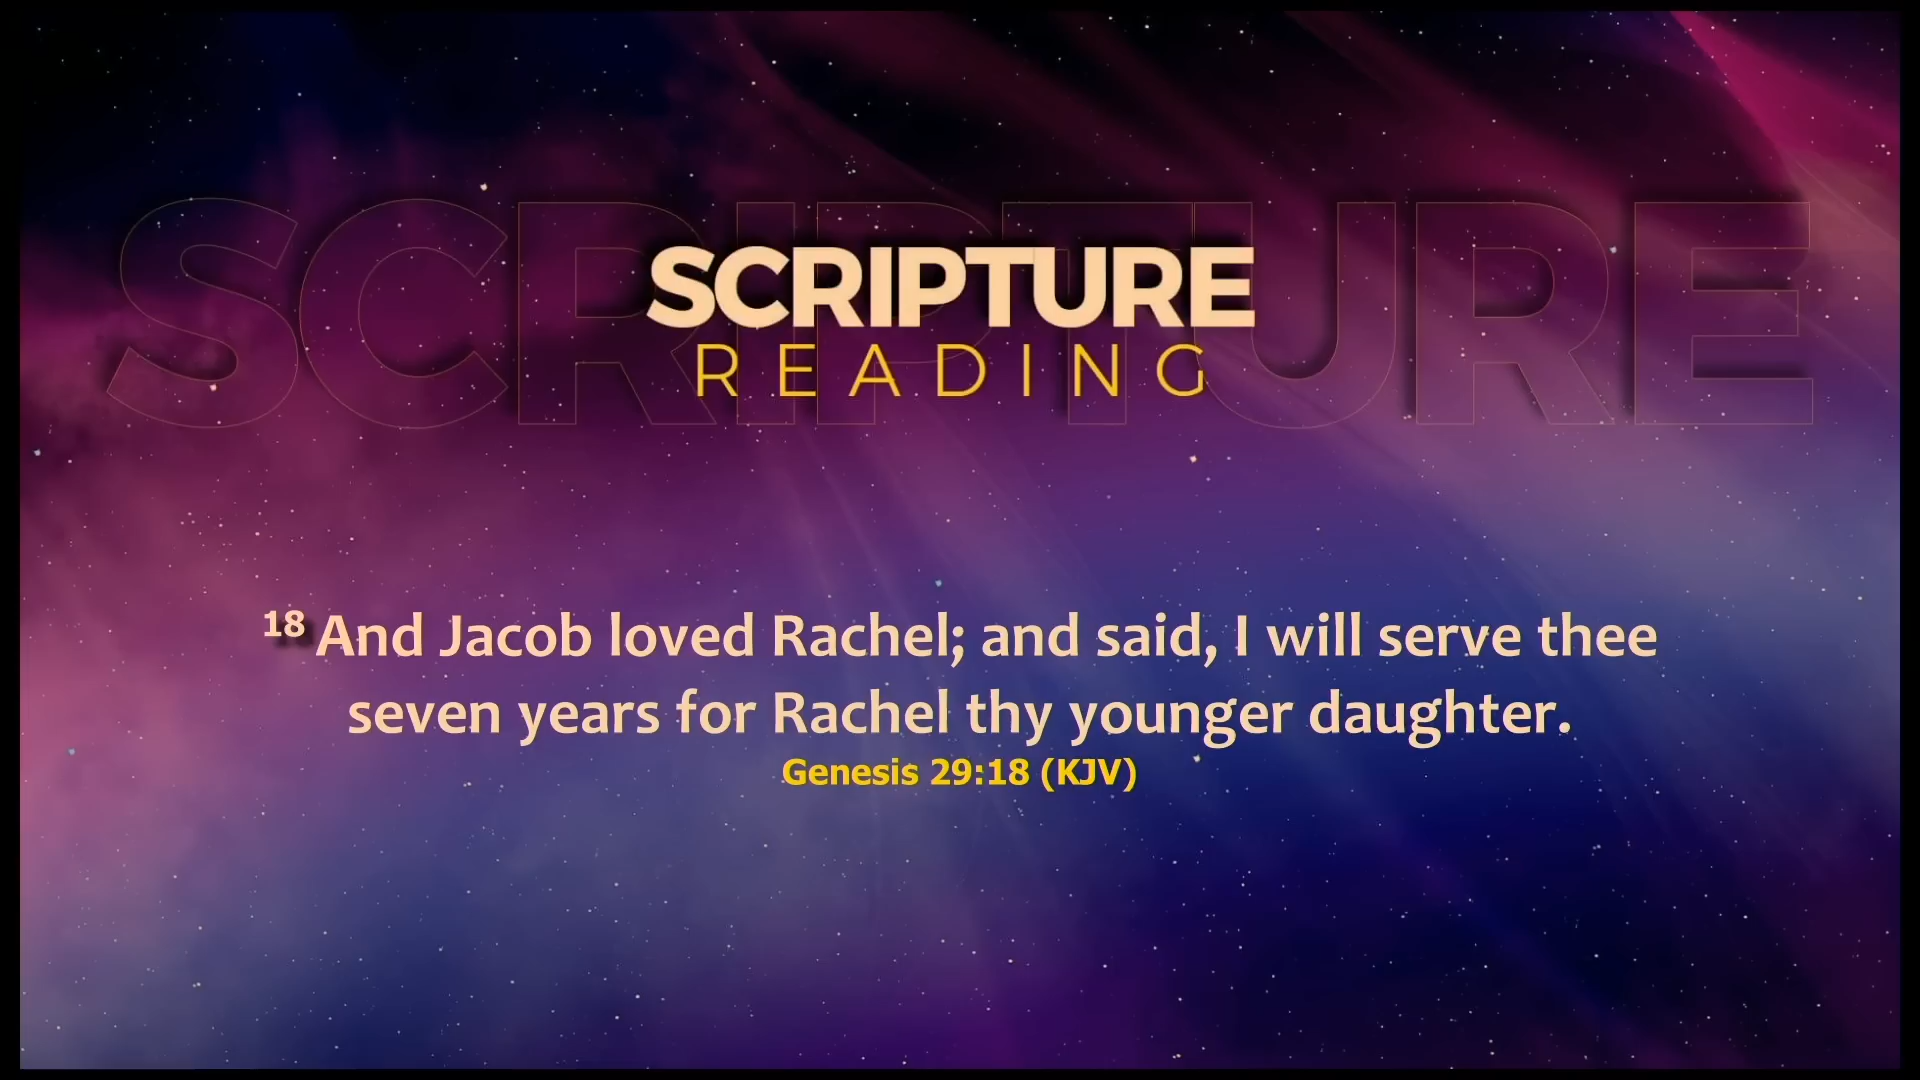 SCRIPTURE
SCRIPTURE
READING
18 And Jacob loved Rachel; and said, I will serve thee
seven years for Rachel thy younger daughter.
Genesis 29:18 (KJV)